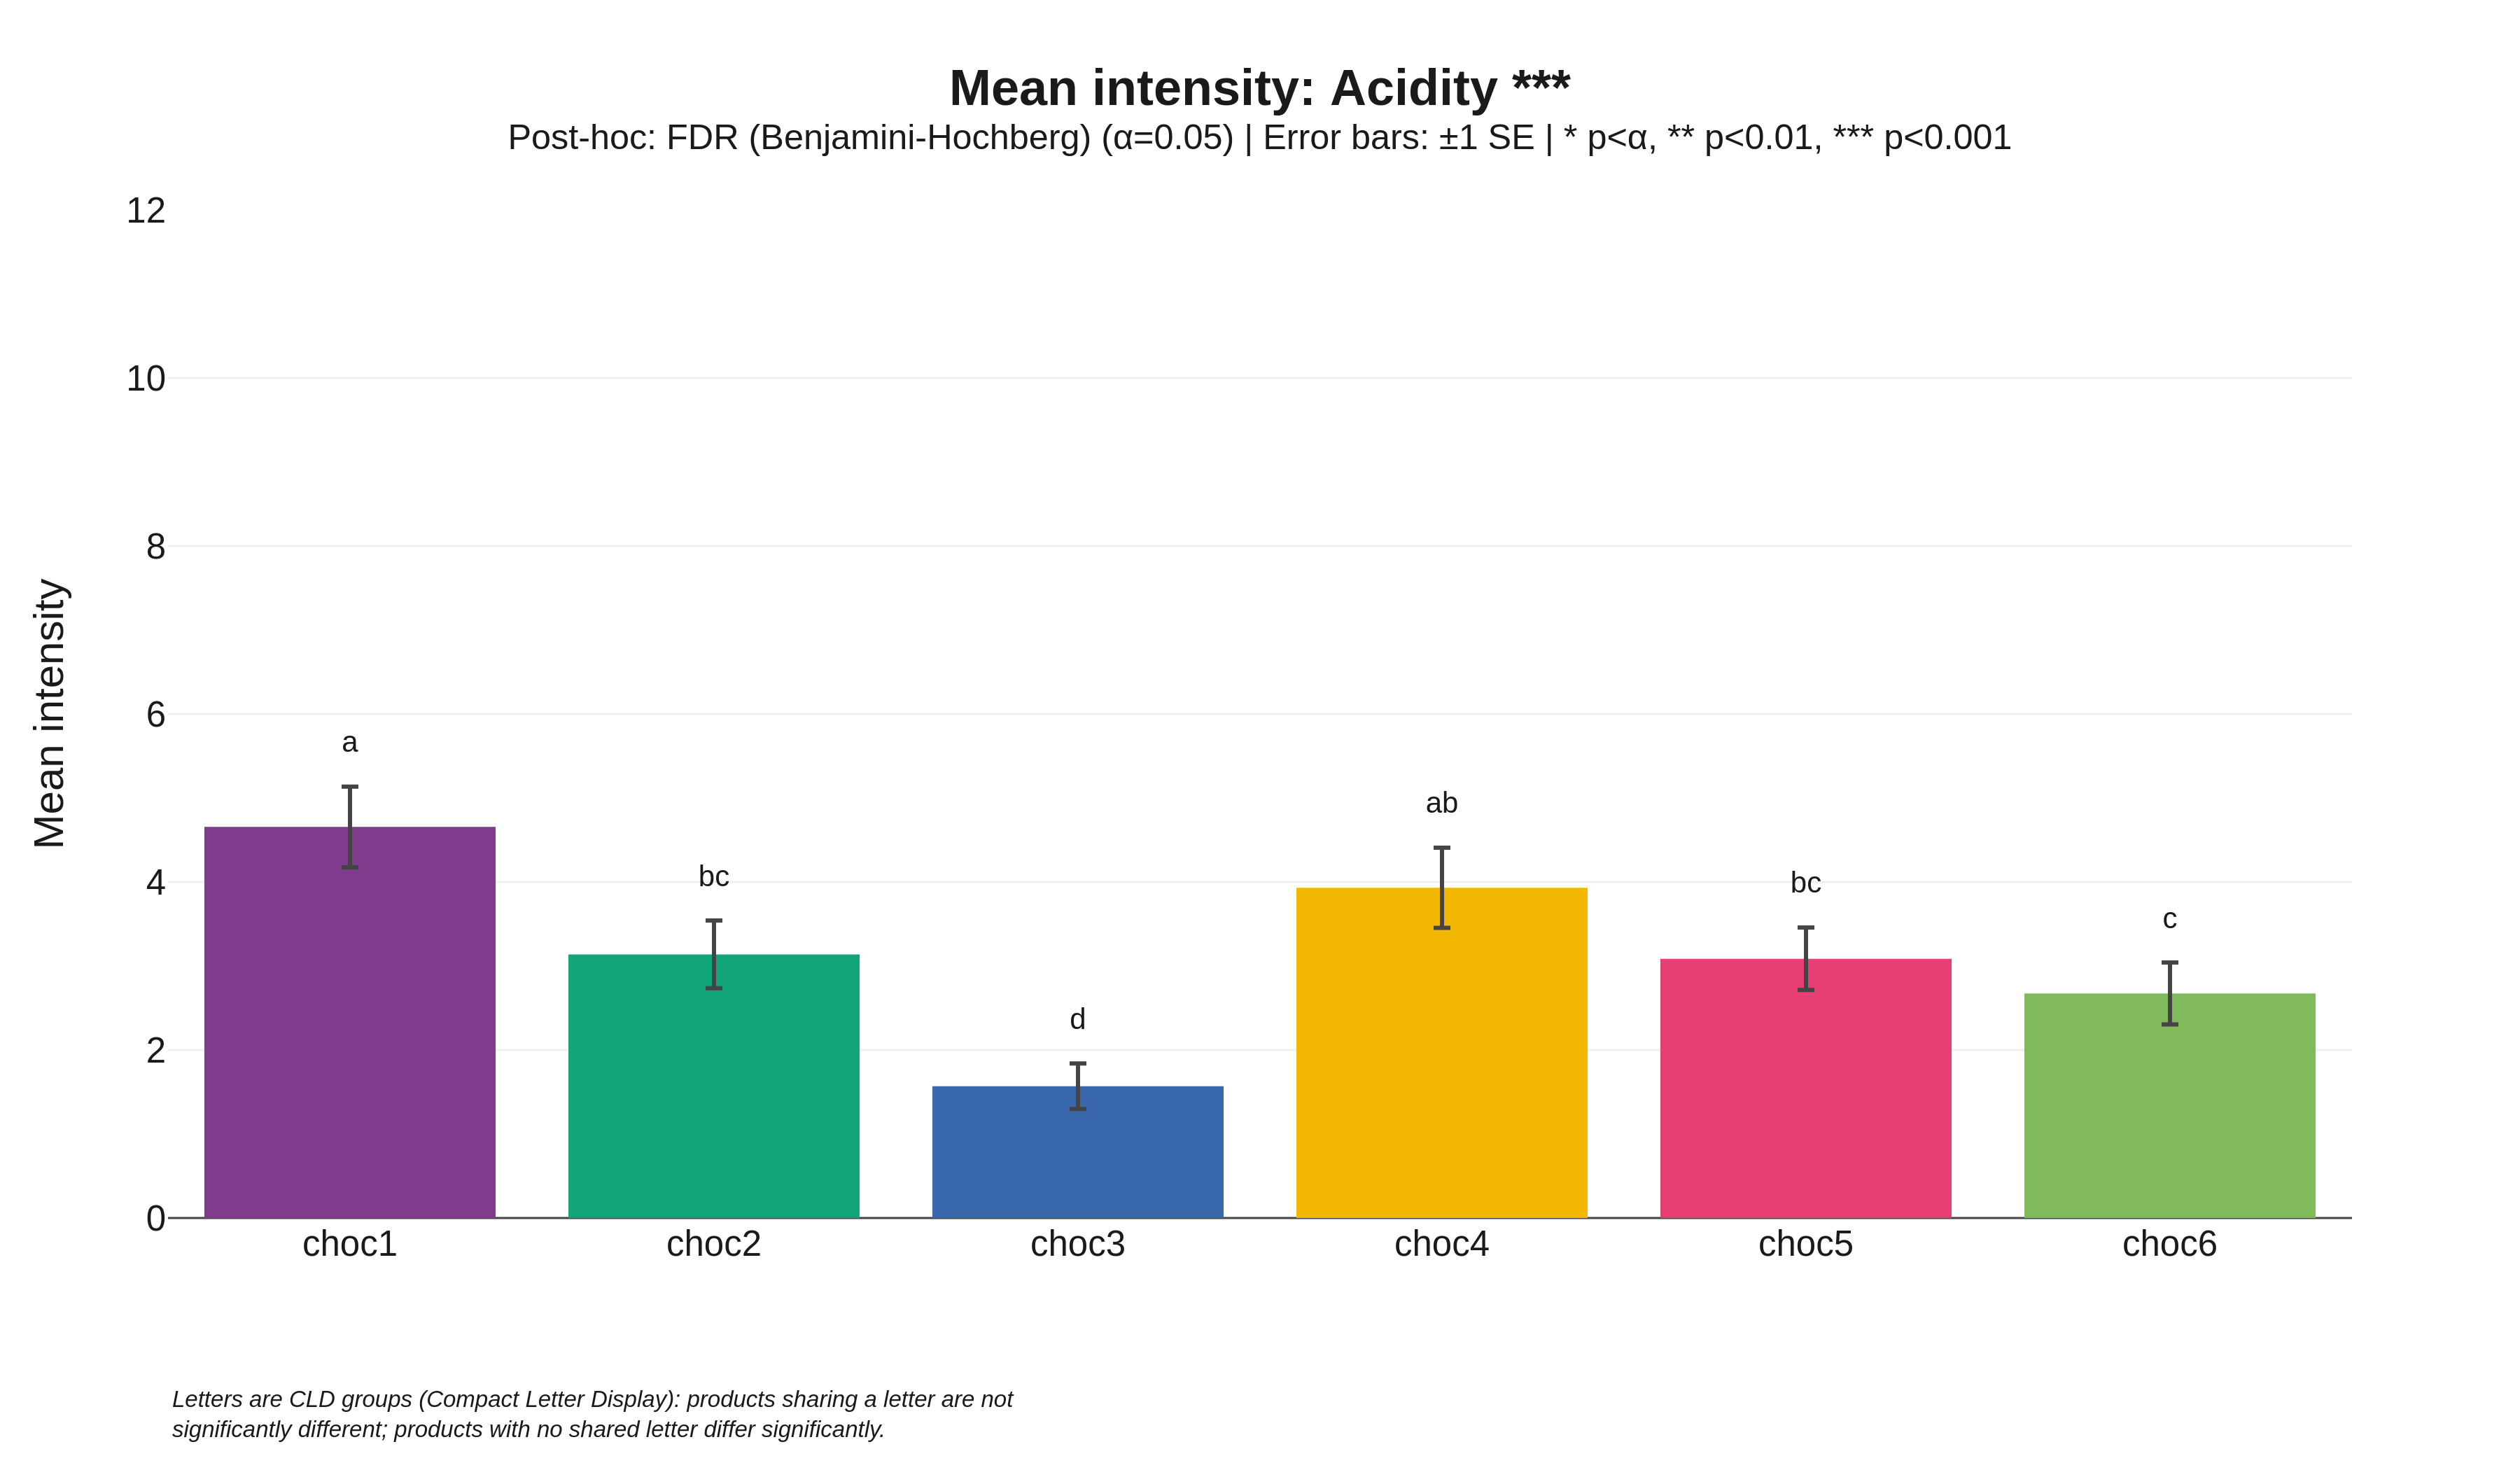 Mean intensity: Acidity ***
Post-hoc: FDR (Benjamini-Hochberg) (α=0.05) | Error bars: ±1 SE | * p<α, ** p<0.01, *** p<0.001
12
10
8
6
4
2
0
Mean intensity
a
bc
d
ab
bc
c
choc1
choc2
choc3
choc4
choc5
choc6
Letters are CLD groups (Compact Letter Display): products sharing a letter are not
significantly different; products with no shared letter differ significantly.